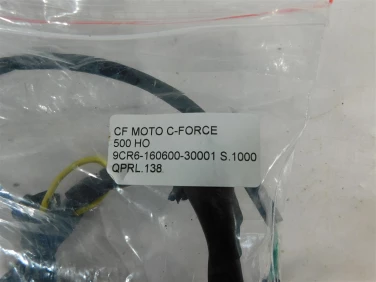 CF MOTO C-FORCE
500 HO
9CR6-160600-30001 S.1000
QPRL.138